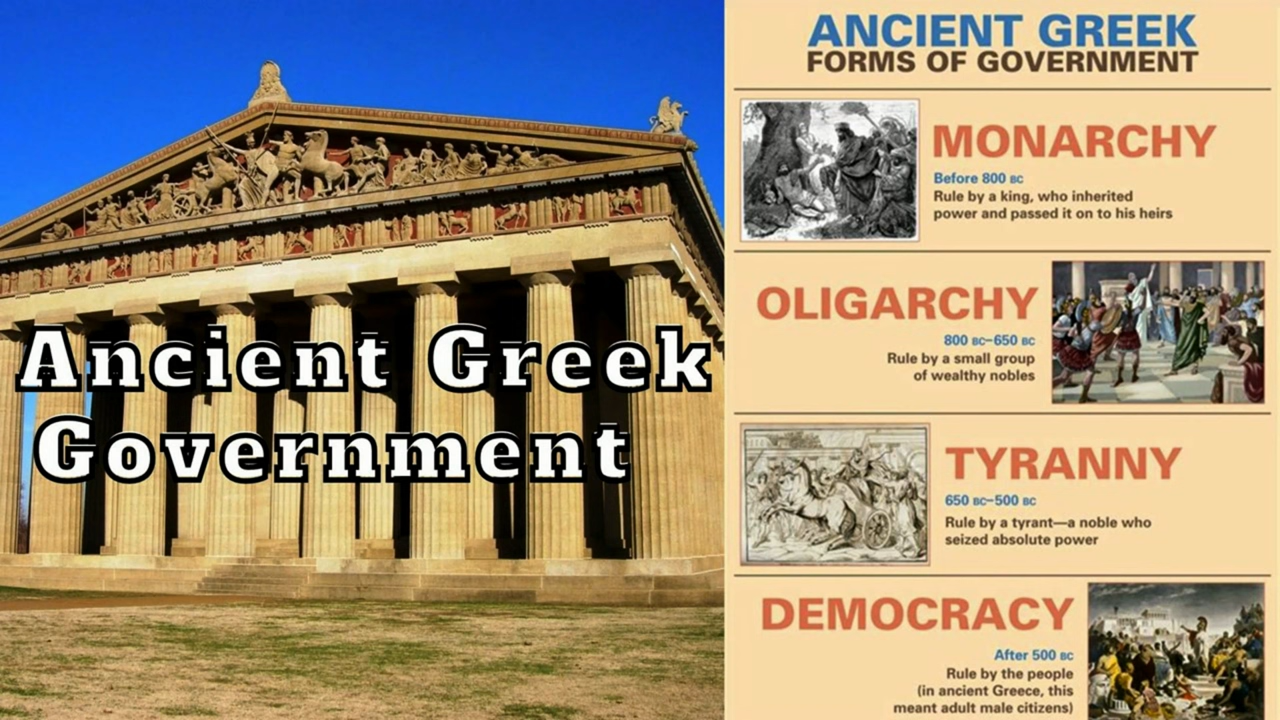 Ancient Greek
Government
ANCIENT GREEK
FORMS OF GOVERNMENT
MONARCHY
Before 800 BC
Rule by a king, who inherited
power and passed it on to his heirs
OLIGARCHY
800 BC–650 BC
Rule by a small group
of wealthy nobles
TYRANNY
650 BC–500 BC
Rule by a tyrant—a noble who
seized absolute power
DEMOCRACY
After 500 BC
Rule by the people
(in ancient Greece, this
meant adult male citizens)